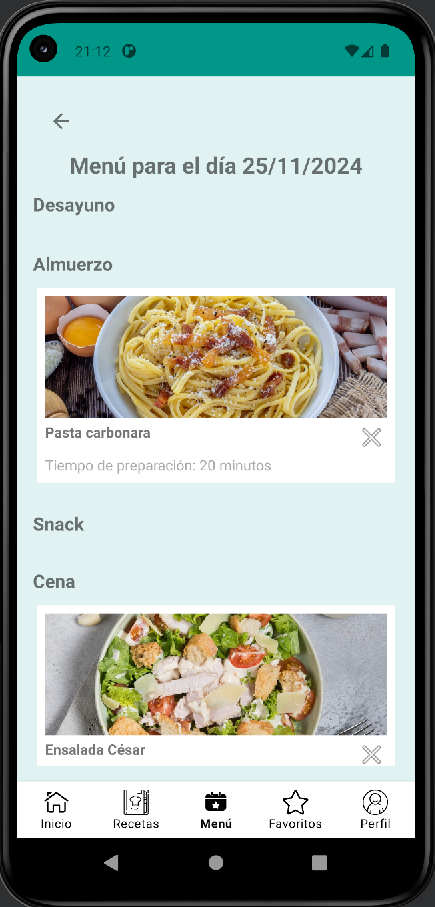 21:12
Menú para el día 25/11/2024
Desayuno
Almuerzo
Pasta carbonara
Tiempo de preparación: 20 minutos
Snack
Cena
Ensalada César
Inicio
Recetas
Menú
Favoritos
Perfil